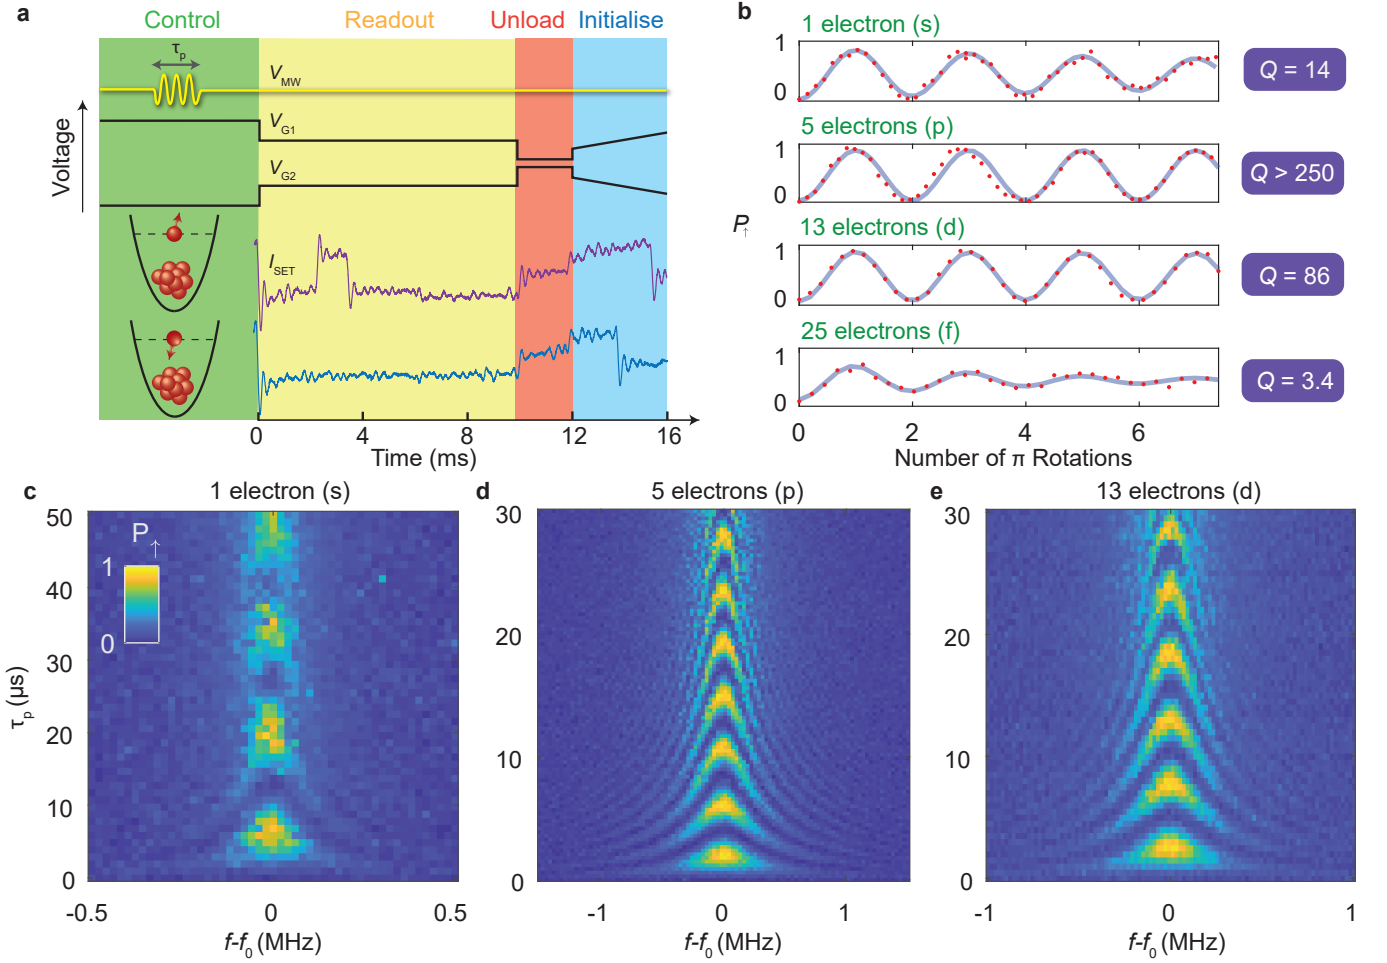 a
Control
Readout
Unload
Initialise
τp
VMW
VG1
VG2
Voltage
ISET
0
4
8
12
16
Time (ms)
b
1 electron (s)
1
0
Q = 14
5 electrons (p)
1
0
Q > 250
P↑
13 electrons (d)
1
0
Q = 86
25 electrons (f)
1
0
Q = 3.4
0
2
4
6
Number of π Rotations
c
1 electron (s)
P↑
1
0
50
40
30
20
10
0
τp (µs)
-0.5
0
0.5
f-f0 (MHz)
d
5 electrons (p)
30
20
10
0
-1
0
1
f-f0 (MHz)
e
13 electrons (d)
30
20
10
0
-1
0
1
f-f0 (MHz)